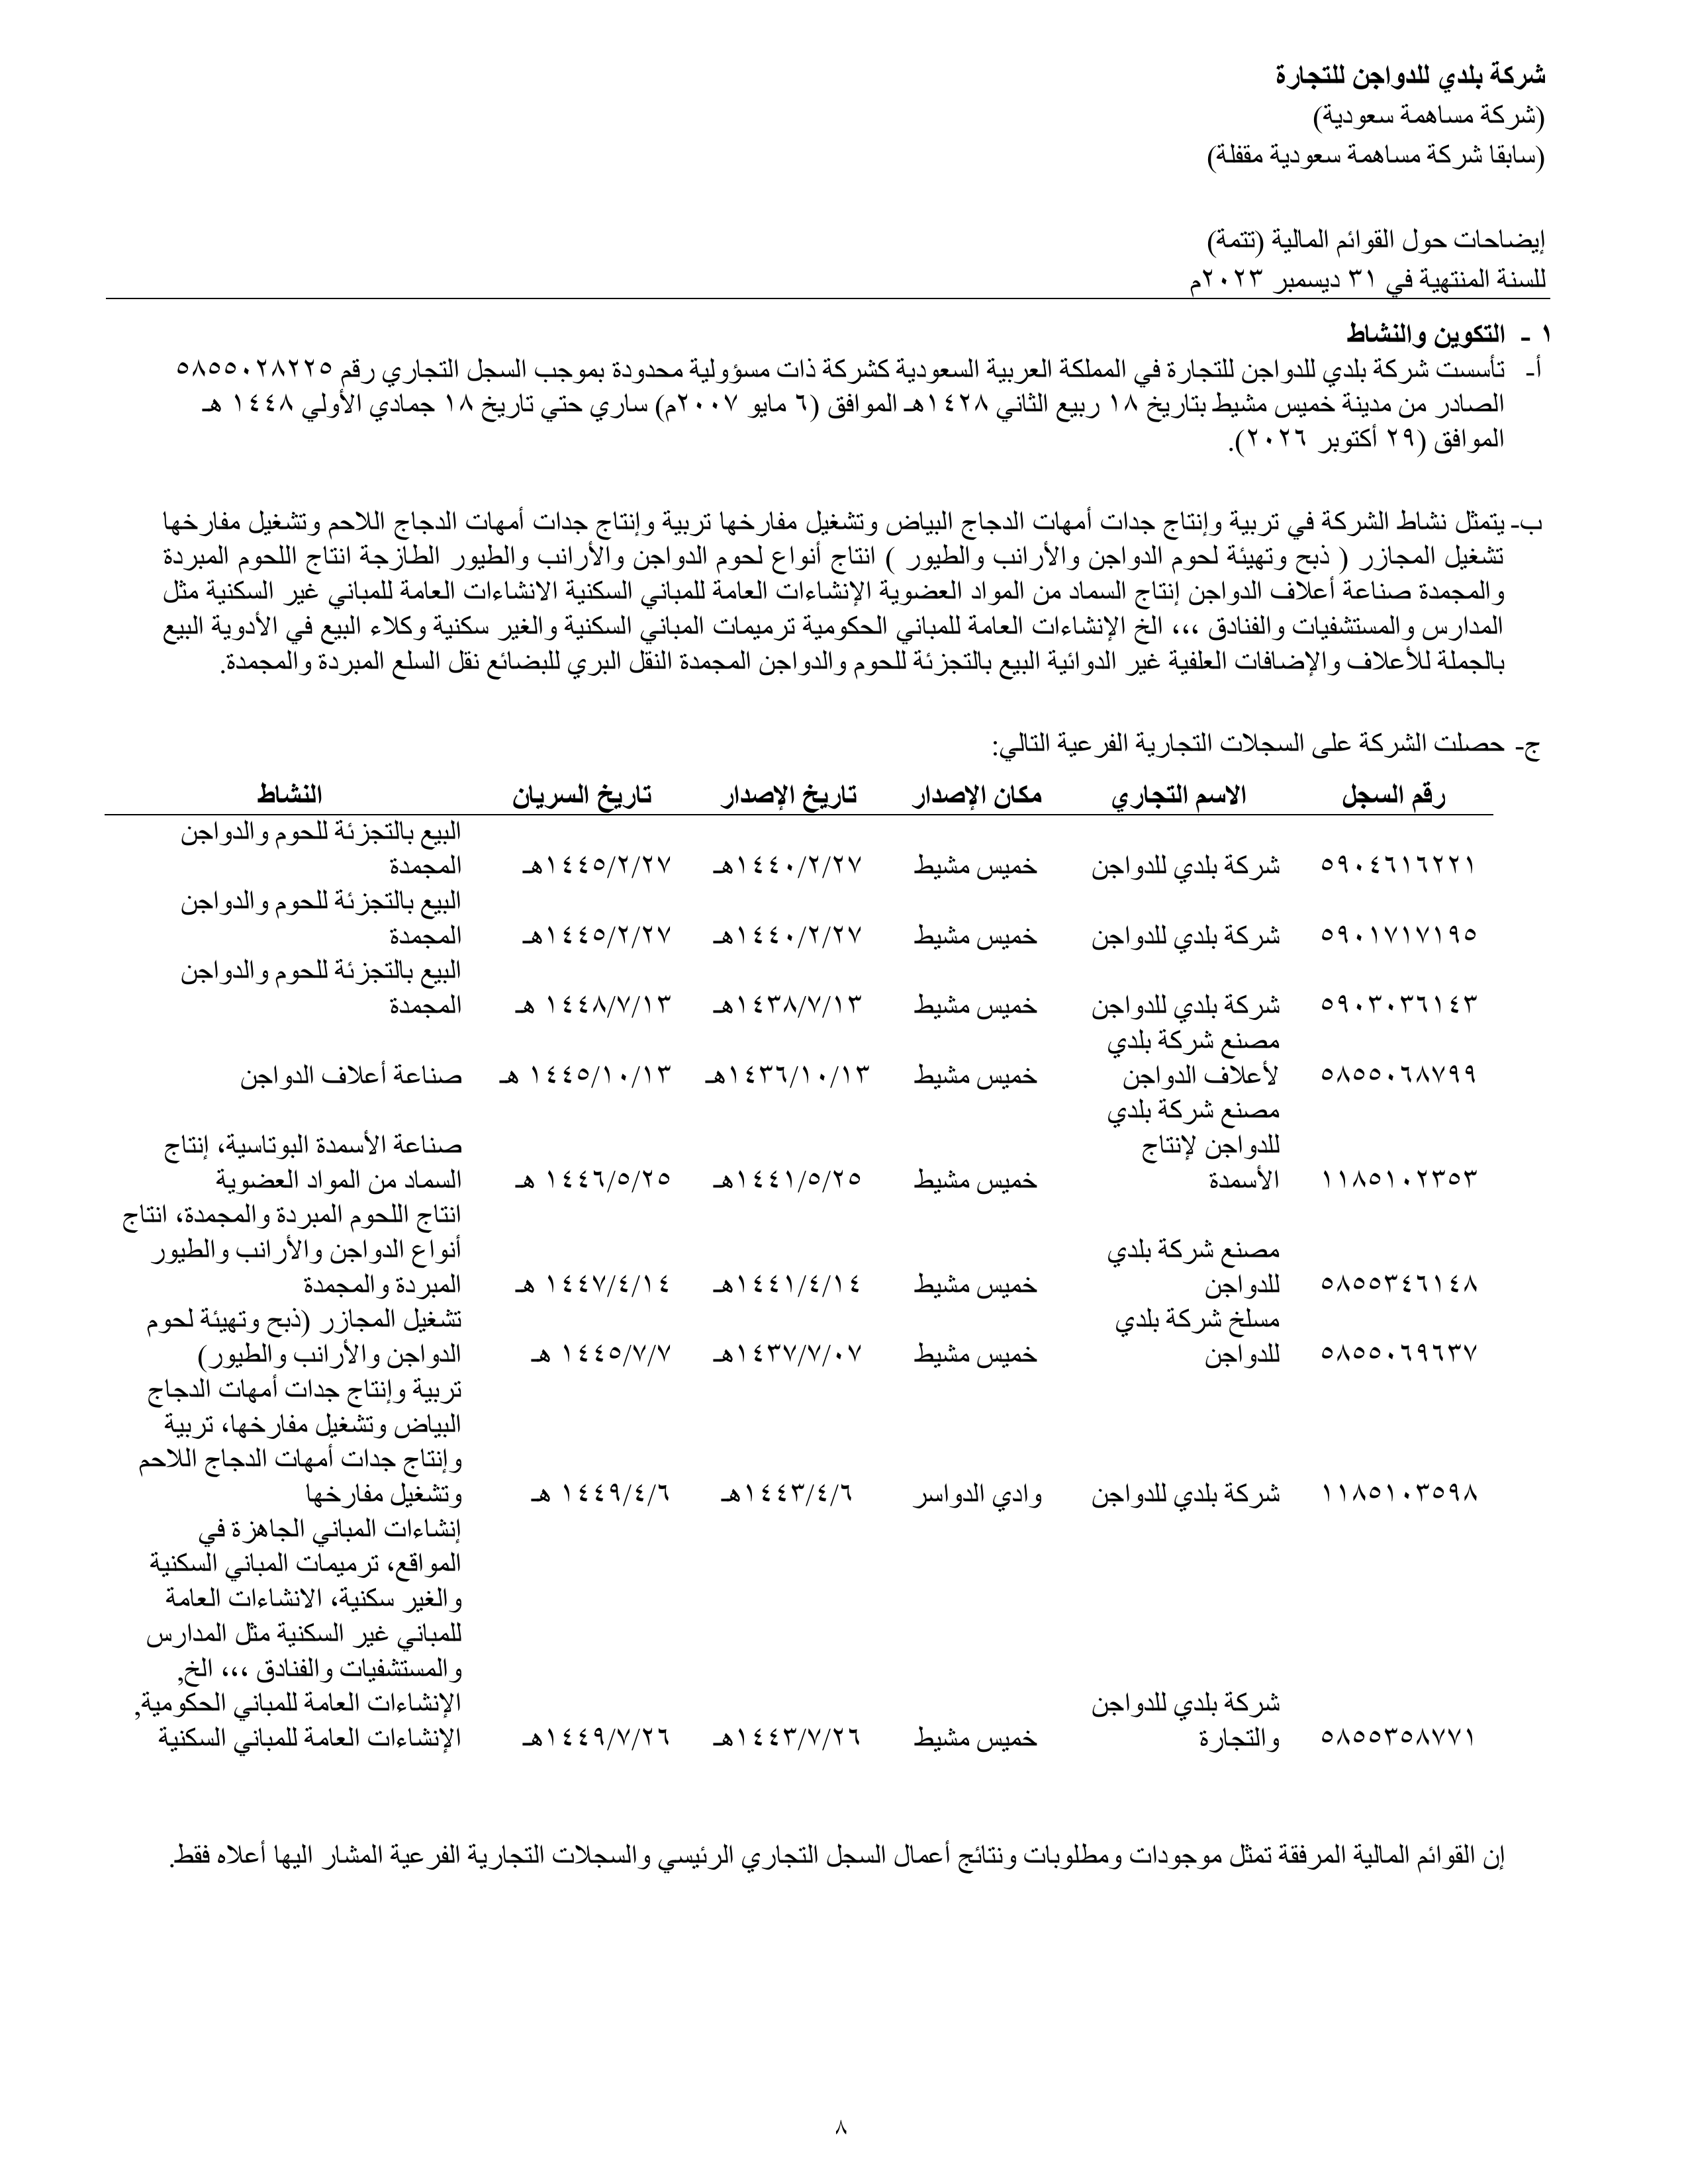 شركة بلدي للدواجن للتجارة
(شركة مساهمة سعودية)
(سابقا شركة مساهمة سعودية مقفلة)
إيضاحات حول القوائم المالية (تتمة)
للسنة المنتهية في ٣١ ديسمبر ٢٠٢٣م
١ - التكوين والنشاط
أ- تأسست شركة بلدي للدواجن للتجارة في المملكة العربية السعودية كشركة ذات مسؤولية محدودة بموجب السجل التجاري رقم ٥٨٥٥٠٢٨٢٢٥
الصادر من مدينة خميس مشيط بتاريخ ١٨ ربيع الثاني ١٤٢٨هـ الموافق (٦ مايو ٢٠٠٧م) ساري حتي تاريخ ١٨ جمادي الأولي ١٤٤٨ هـ
الموافق (٢٩ أكتوبر ٢٠٢٦).
ب- يتمثل نشاط الشركة في تربية وإنتاج جدات أمهات الدجاج البياض وتشغيل مفارخها تربية وإنتاج جدات أمهات الدجاج اللاحم وتشغيل مفارخها
تشغيل المجازر ( ذبح وتهيئة لحوم الدواجن والأرانب والطيور ) انتاج أنواع لحوم الدواجن والأرانب والطيور الطازجة انتاج اللحوم المبردة
والمجمدة صناعة أعلاف الدواجن إنتاج السماد من المواد العضوية الإنشاءات العامة للمباني السكنية الانشاءات العامة للمباني غير السكنية مثل
المدارس والمستشفيات والفنادق ،،، الخ الإنشاءات العامة للمباني الحكومية ترميمات المباني السكنية والغير سكنية وكلاء البيع في الأدوية البيع
بالجملة للأعلاف والإضافات العلفية غير الدوائية البيع بالتجزئة للحوم والدواجن المجمدة النقل البري للبضائع نقل السلع المبردة والمجمدة.
ج- حصلت الشركة على السجلات التجارية الفرعية التالي:
رقم السجل الاسم التجاري مكان الإصدار تاريخ الإصدار تاريخ السريان النشاط
البيع بالتجزئة للحوم والدواجن
٥٩٠٤٦١٦٢٢١ شركة بلدي للدواجن خميس مشيط ١٤٤٠/٢/٢٧هـ ١٤٤٥/٢/٢٧هـ المجمدة
البيع بالتجزئة للحوم والدواجن
٥٩٠١٧١٧١٩٥ شركة بلدي للدواجن خميس مشيط ١٤٤٠/٢/٢٧هـ ١٤٤٥/٢/٢٧هـ المجمدة
البيع بالتجزئة للحوم والدواجن
٥٩٠٣٠٣٦١٤٣ شركة بلدي للدواجن خميس مشيط ١٤٣٨/٧/١٣هـ ١٤٤٨/٧/١٣ هـ المجمدة
مصنع شركة بلدي
٥٨٥٥٠٦٨٧٩٩ لأعلاف الدواجن خميس مشيط ١٤٣٦/١٠/١٣هـ ١٤٤٥/١٠/١٣ هـ صناعة أعلاف الدواجن
مصنع شركة بلدي
للدواجن لإنتاج صناعة الأسمدة البوتاسية، إنتاج
١١٨٥١٠٢٣٥٣ الأسمدة خميس مشيط ١٤٤١/٥/٢٥هـ ١٤٤٦/٥/٢٥ هـ السماد من المواد العضوية
انتاج اللحوم المبردة والمجمدة، انتاج
مصنع شركة بلدي أنواع الدواجن والأرانب والطيور
٥٨٥٥٣٤٦١٤٨ للدواجن خميس مشيط ١٤٤١/٤/١٤هـ ١٤٤٧/٤/١٤ هـ المبردة والمجمدة
مسلخ شركة بلدي تشغيل المجازر (ذبح وتهيئة لحوم
٥٨٥٥٠٦٩٦٣٧ للدواجن خميس مشيط ١٤٣٧/٧/٠٧هـ ١٤٤٥/٧/٧ هـ الدواجن والأرانب والطيور)
تربية وإنتاج جدات أمهات الدجاج
البياض وتشغيل مفارخها، تربية
وإنتاج جدات أمهات الدجاج اللاحم
١١٨٥١٠٣٥٩٨ شركة بلدي للدواجن وادي الدواسر ١٤٤٣/٤/٦هـ ١٤٤٩/٤/٦ هـ وتشغيل مفارخها
إنشاءات المباني الجاهزة في
المواقع، ترميمات المباني السكنية
والغير سكنية، الانشاءات العامة
للمباني غير السكنية مثل المدارس
والمستشفيات والفنادق ،،، الخ,
شركة بلدي للدواجن الإنشاءات العامة للمباني الحكومية,
٥٨٥٥٣٥٨٧٧١ والتجارة خميس مشيط ١٤٤٣/٧/٢٦هـ ١٤٤٩/٧/٢٦هـ الإنشاءات العامة للمباني السكنية
إن القوائم المالية المرفقة تمثل موجودات ومطلوبات ونتائج أعمال السجل التجاري الرئيسي والسجلات التجارية الفرعية المشار اليها أعلاه فقط.
٨